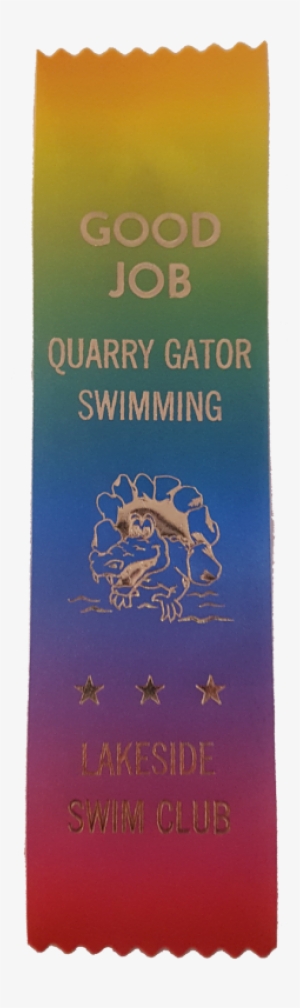 GOOD
JOB
QUARRY GATOR
SWIMMING
LAKESIDE
SWIM CLUB